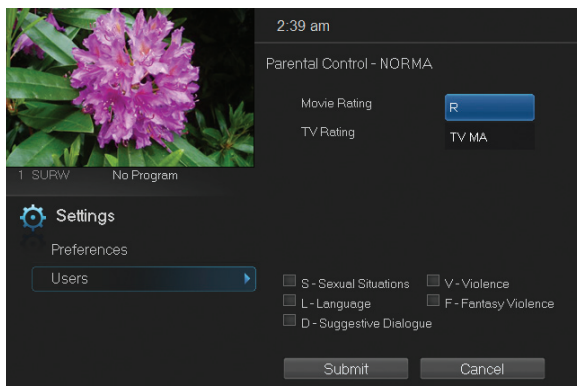 2:39 am
Parental Control - NORMA
Movie Rating R
TV Rating TV MA
1 SURW No Program
Settings
Preferences
Users
S - Sexual Situations V - Violence
L - Language F - Fantasy Violence
D - Suggestive Dialogue
Submit Cancel